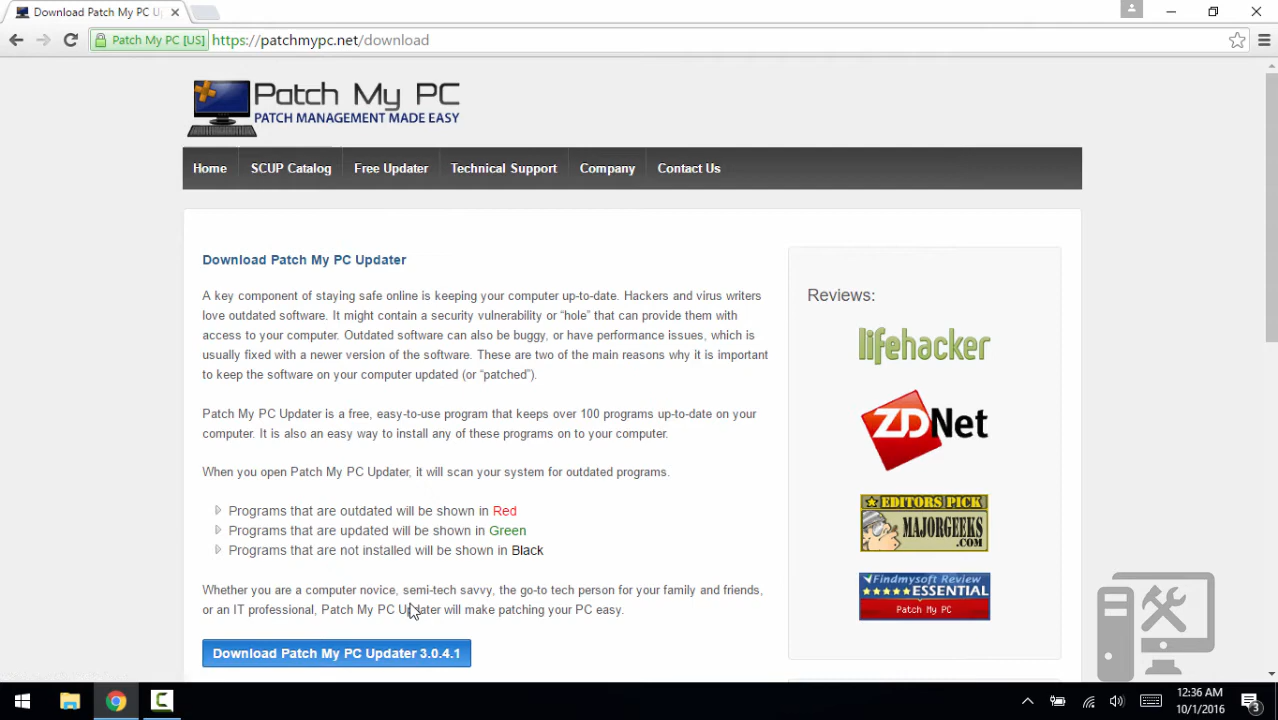 Download Patch My PC U
Patch My PC [US]
https://patchmypc.net/download
Patch My PC
PATCH MANAGEMENT MADE EASY
Home
SCUP Catalog
Free Updater
Technical Support
Company
Contact Us
Download Patch My PC Updater
A key component of staying safe online is keeping your computer up-to-date. Hackers and virus writers
love outdated software. It might contain a security vulnerability or “hole” that can provide them with
access to your computer. Outdated software can also be buggy, or have performance issues, which is
usually fixed with a newer version of the software. These are two of the main reasons why it is important
to keep the software on your computer updated (or “patched”).
Patch My PC Updater is a free, easy-to-use program that keeps over 100 programs up-to-date on your
computer. It is also an easy way to install any of these programs on to your computer.
When you open Patch My PC Updater, it will scan your system for outdated programs.
Programs that are outdated will be shown in Red
Programs that are updated will be shown in Green
Programs that are not installed will be shown in Black
Whether you are a computer novice, semi-tech savvy, the go-to tech person for your family and friends,
or an IT professional, Patch My PC Updater will make patching your PC easy.
Download Patch My PC Updater 3.0.4.1
Reviews:
lifehacker
ZDNet
EDITORS PICK
MAJORGEEKS
.COM
Findmysoft Review
ESSENTIAL
Patch My PC
12:36 AM
10/1/2016
3